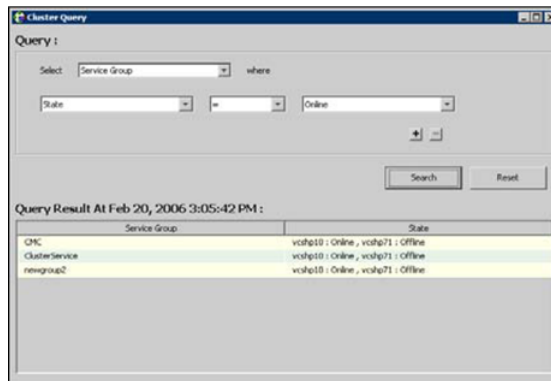 Cluster Query
Query :
Select Service Group where
State = Online
+ -
Search Reset
Query Result At Feb 20, 2006 3:05:42 PM :
Service Group State
CMC vcshp10 : Online , vcshp71 : Offline
ClusterService vcshp10 : Online , vcshp71 : Offline
newgroup2 vcshp10 : Online , vcshp71 : Offline